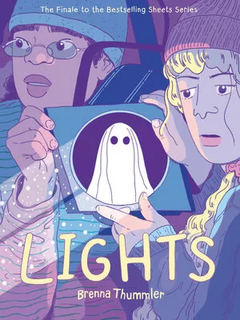 The Finale to the Bestselling Sheets Series
LIGHTS
Brenna Thummler